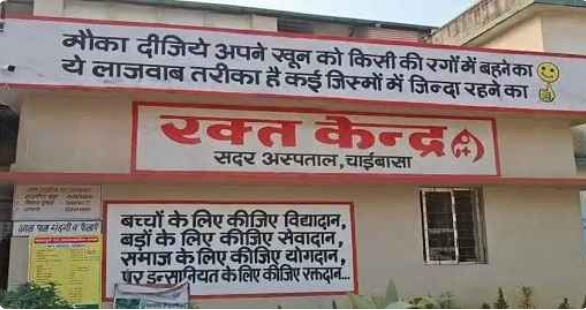 मौका दीजिये अपने खून को किसी की रगों में बहने का
ये लाजवाब तरीका है कई जिस्मों में जिन्दा रहने का
रक्त केन्द्र
सदर अस्पताल, चाईबासा
बच्चों के लिए कीजिए विद्यादान,
बड़ों के लिए कीजिए सेवादान,
समाज के लिए कीजिए योगदान,
पर इन्सानियत के लिए कीजिए रक्तदान...